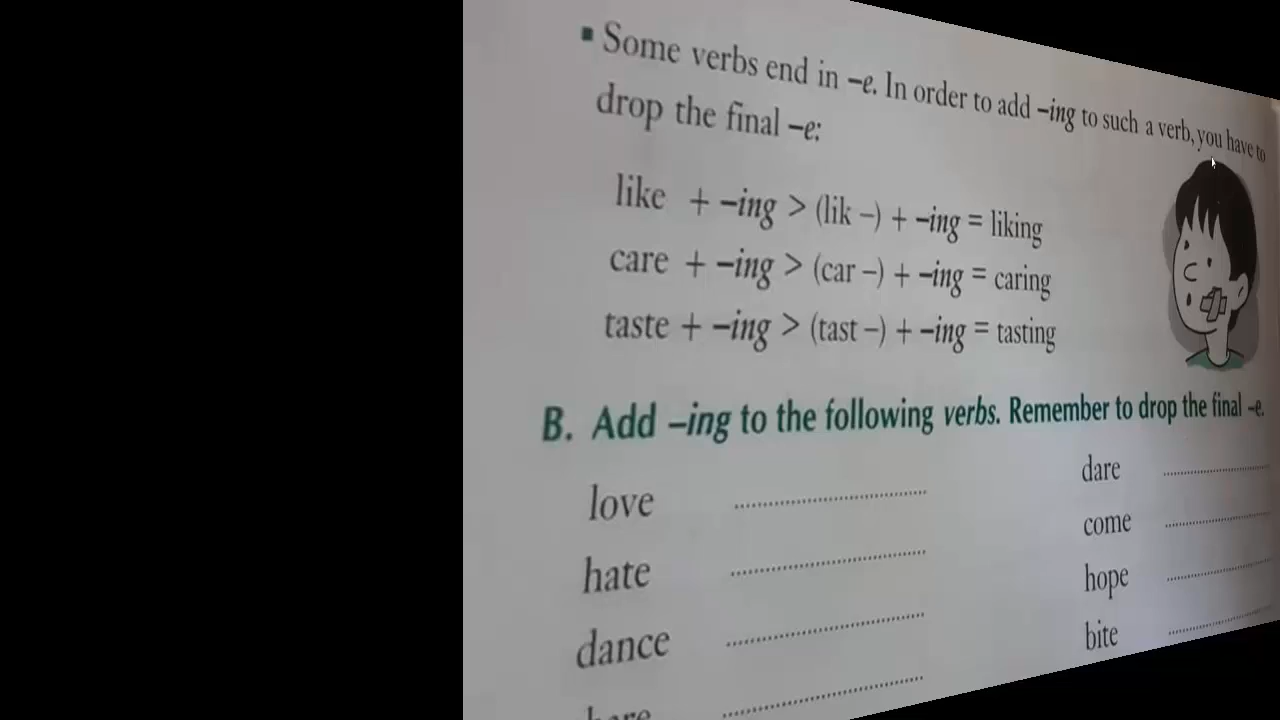 ▪ Some verbs end in –e. In order to add –ing to such a verb, you have to
drop the final –e:
like + –ing > (lik –) + –ing = liking
care + –ing > (car –) + –ing = caring
taste + –ing > (tast –) + –ing = tasting
B. Add –ing to the following verbs. Remember to drop the final –e.
love ........................ dare ........................
hate ........................ come ........................
dance ........................ hope ........................
bite ........................